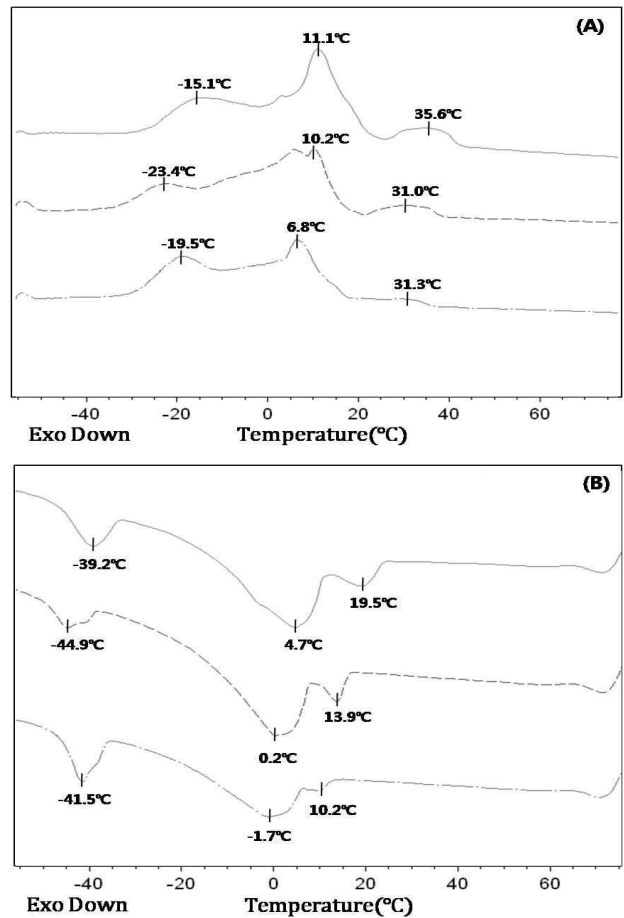 (A)
11.1°C
-15.1°C
35.6°C
10.2°C
-23.4°C
31.0°C
6.8°C
-19.5°C
31.3°C
-40 -20 0 20 40 60
Exo Down Temperature(°C)
(B)
-39.2°C
19.5°C
4.7°C
-44.9°C
13.9°C
0.2°C
-41.5°C
10.2°C
-1.7°C
-40 -20 0 20 40 60
Exo Down Temperature(°C)